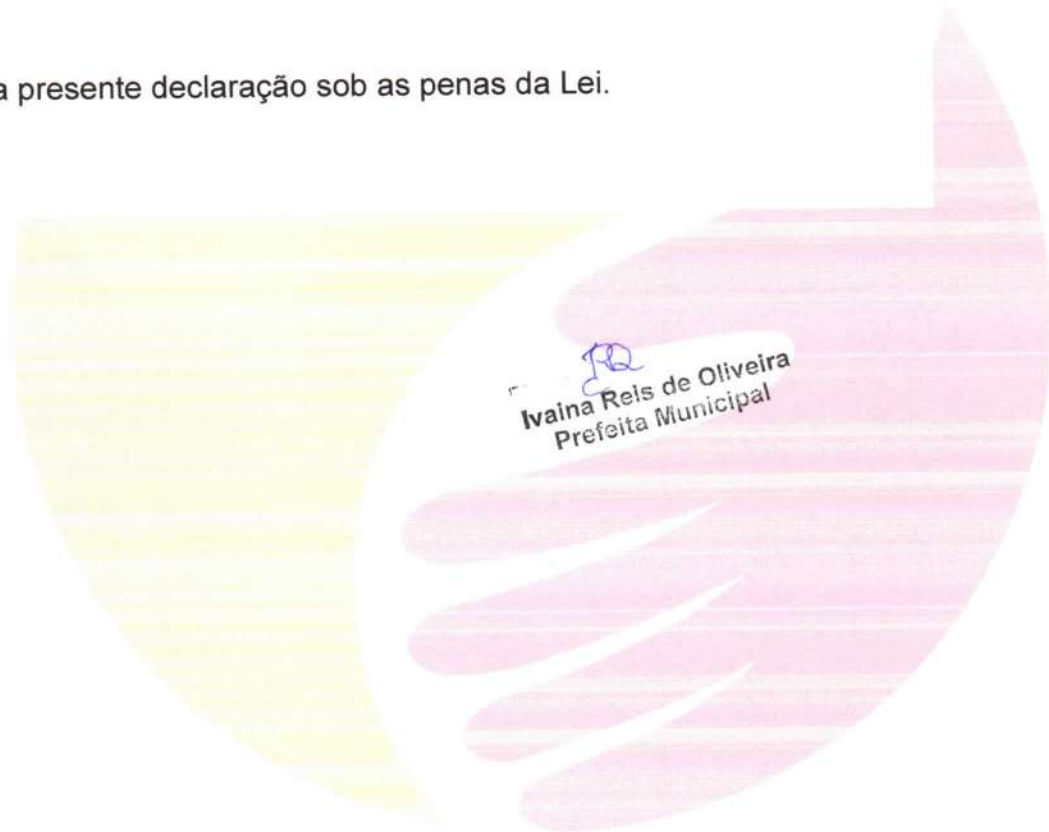 a presente declaração sob as penas da Lei.
Ivaina Reis de Oliveira
Prefeita Municipal